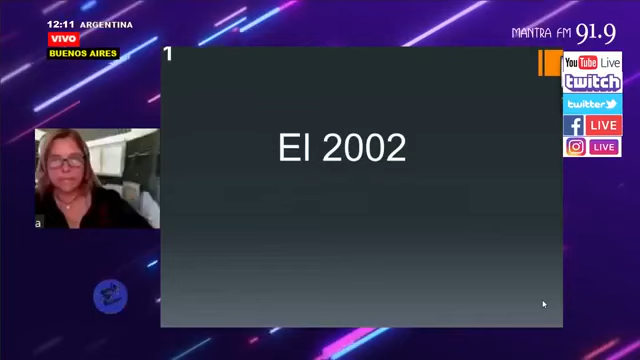 12:11 ARGENTINA
VIVO
BUENOS AIRES
MANTRA FM 91.9
1
El 2002
YouTube Live
twitch
twitter
LIVE
LIVE
a